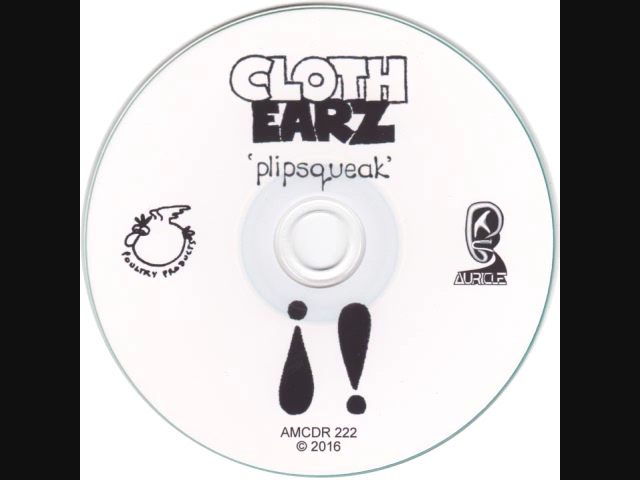 CLOTH
EARZ
'plipsqueak'
POULTRY PRODUCTS
AURICLE
¡ !
AMCDR 222
© 2016